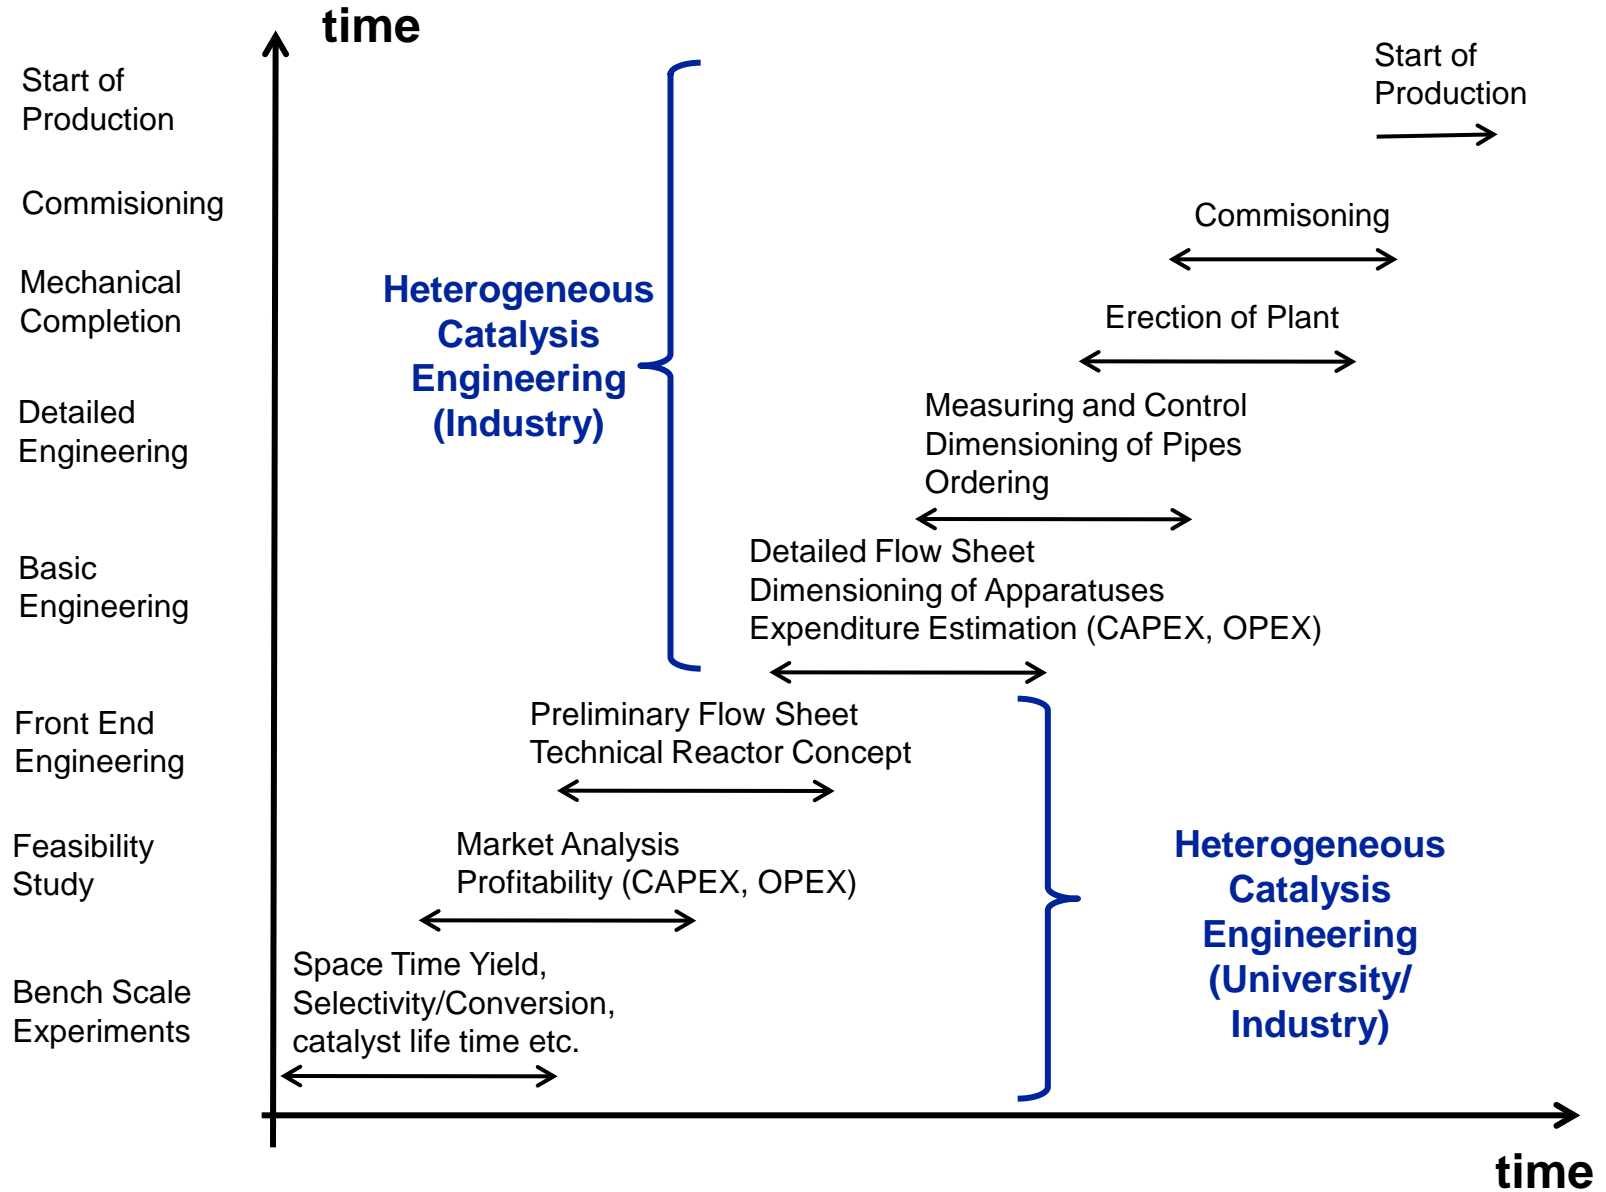 time
Start of
Production
Start of
Production
Commisioning
Commisoning
Mechanical
Completion
Heterogeneous
Catalysis
Engineering
(Industry)
Erection of Plant
Detailed
Engineering
Measuring and Control
Dimensioning of Pipes
Ordering
Basic
Engineering
Detailed Flow Sheet
Dimensioning of Apparatuses
Expenditure Estimation (CAPEX, OPEX)
Front End
Engineering
Preliminary Flow Sheet
Technical Reactor Concept
Feasibility
Study
Market Analysis
Profitability (CAPEX, OPEX)
Heterogeneous
Catalysis
Engineering
(University/
Industry)
Bench Scale
Experiments
Space Time Yield,
Selectivity/Conversion,
catalyst life time etc.
time